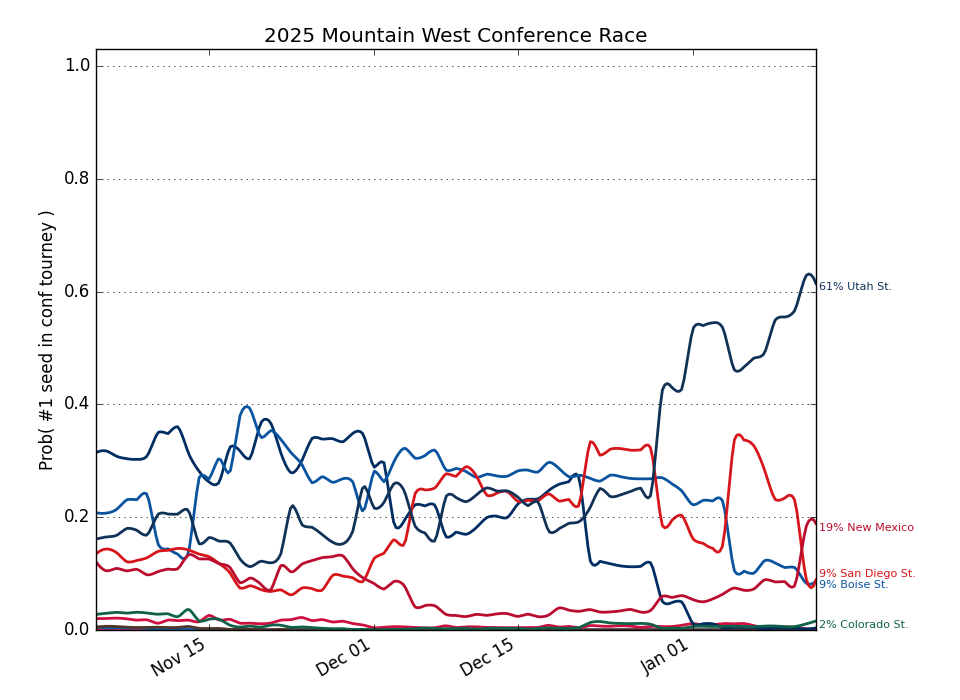 2025 Mountain West Conference Race
Prob( #1 seed in conf tourney )
1.0
0.8
0.6
0.4
0.2
0.0
Nov 15
Dec 01
Dec 15
Jan 01
61% Utah St.
19% New Mexico
9% San Diego St.
9% Boise St.
2% Colorado St.